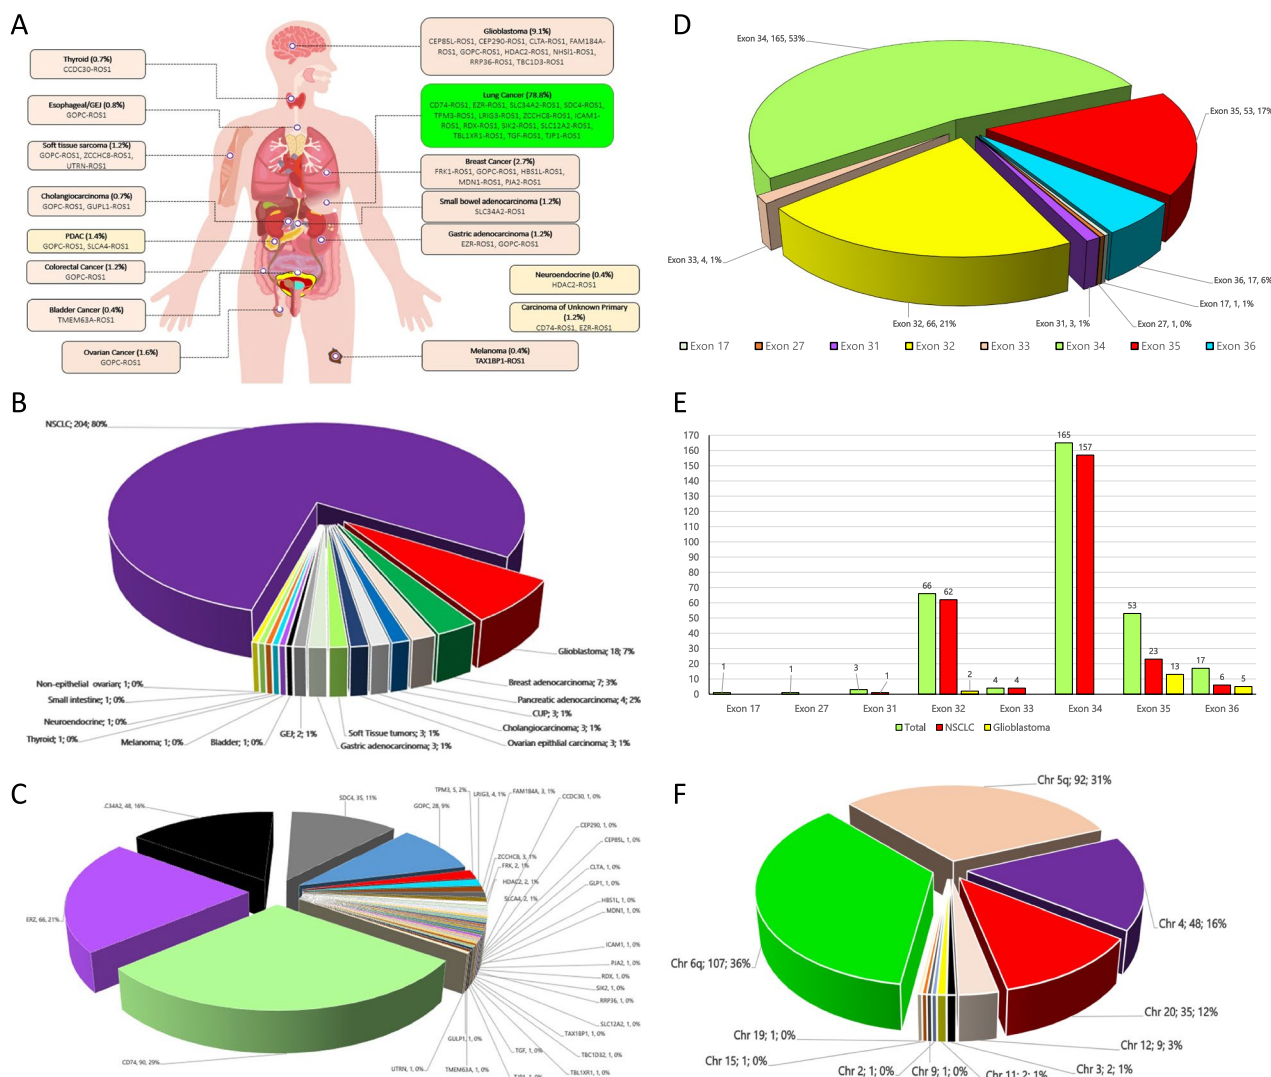 A
Thyroid (0.7%)
CCDC30-ROS1
Esophageal/GEJ (0.8%)
GOPC-ROS1
Soft tissue sarcoma (1.2%)
GOPC-ROS1, ZCCHC8-ROS1,
UTRN-ROS1
Cholangiocarcinoma (0.7%)
GOPC-ROS1, GUPL1-ROS1
PDAC (1.4%)
GOPC-ROS1, SLCA4-ROS1
Colorectal Cancer (1.2%)
GOPC-ROS1
Bladder Cancer (0.4%)
TMEM63A-ROS1
Ovarian Cancer (1.6%)
GOPC-ROS1
Glioblastoma (9.1%)
CEP85L-ROS1, CEP290-ROS1, CLTA-ROS1, FAM184A-
ROS1, GOPC-ROS1, HDAC2-ROS1, NHSI1-ROS1,
RRP36-ROS1, TBC1D3-ROS1
Lung Cancer (78,8%)
CD74-ROS1, EZR-ROS1, SLC34A2-ROS1, SDC4-ROS1,
TPM3-ROS1, LRIG3-ROS1, ZCCHC8-ROS1, ICAM1-
ROS1, RDX-ROS1, SIK2-ROS1, SLC12A2-ROS1,
TBL1XR1-ROS1, TGF-ROS1, TJP1-ROS1
Breast Cancer (2.7%)
FRK1-ROS1, GOPC-ROS1, HBS1L-ROS1,
MDN1-ROS1, PJA2-ROS1
Small bowel adenocarcinoma (1.2%)
SLC34A2-ROS1
Gastric adenocarcinoma (1.2%)
EZR-ROS1, GOPC-ROS1
Neuroendocrine (0.4%)
HDAC2-ROS1
Carcinoma of Unknown Primary
(1.2%)
CD74-ROS1, EZR-ROS1
Melanoma (0.4%)
TAX1BP1-ROS1
B
NSCLC; 204; 80%
Glioblastoma; 18; 7%
Breast adenocarcinoma; 7; 3%
Pancreatic adenocarcinoma; 4; 2%
CUP; 3; 1%
Cholangiocarcinoma; 3; 1%
Ovarian epithlial carcinoma; 3; 1%
Soft Tissue tumors; 3; 1%
Gastric adenocarcinoma; 3; 1%
GEJ; 2; 1%
Bladder; 1; 0%
Melanoma; 1; 0%
Thyroid; 1; 0%
Neuroendocrine; 1; 0%
Small intestine; 1; 0%
Non-epithelial ovarian; 1; 0%
C
.C34A2, 48, 16%
SDC4, 35, 11%
GOPC, 28, 9%
TPM3, 5, 2%
LRIG3, 4, 1%
FAM184A, 3, 1%
CCDC30, 1, 0%
ZCCHCB, 3, 1%
FRK, 2, 1%
HDAC2, 2, 1%
SLCA4, 2, 1%
CEP290, 1, 0%
CEP85L, 1, 0%
CLTA, 1, 0%
GLP1, 1, 0%
HBS1L, 1, 0%
MDN1, 1, 0%
ICAM1, 1, 0%
PJA2, 1, 0%
RDX, 1, 0%
SIK2, 1, 0%
RRP36, 1, 0%
SLC12A2, 1, 0%
TAX1BP1, 1, 0%
TBC1D32, 1, 0%
TBL1XR1, 1, 0%
TGF, 1, 0%
GULP1, 1, 0%
TMEM63A, 1, 0%
UTRN, 1, 0%
CD74, 90, 29%
ERZ, 66, 21%
D
Exon 34, 165, 53%
Exon 35, 53, 17%
Exon 36, 17, 6%
Exon 17, 1, 1%
Exon 27, 1, 0%
Exon 31, 3, 1%
Exon 32, 66, 21%
Exon 33, 4, 1%
Exon 17 Exon 27 Exon 31 Exon 32 Exon 33 Exon 34 Exon 35 Exon 36
E
170
160
150
140
130
120
110
100
90
80
70
60
50
40
30
20
10
0
1
1
3
1
66
62
2
4
4
165
157
53
23
13
17
6
5
Exon 17 Exon 27 Exon 31 Exon 32 Exon 33 Exon 34 Exon 35 Exon 36
Total NSCLC Glioblastoma
F
Chr 5q; 92; 31%
Chr 4; 48; 16%
Chr 20; 35; 12%
Chr 12; 9; 3%
Chr 3; 2; 1%
Chr 11; 2; 1%
Chr 9; 1; 0%
Chr 2; 1; 0%
Chr 15; 1; 0%
Chr 19; 1; 0%
Chr 6q; 107; 36%